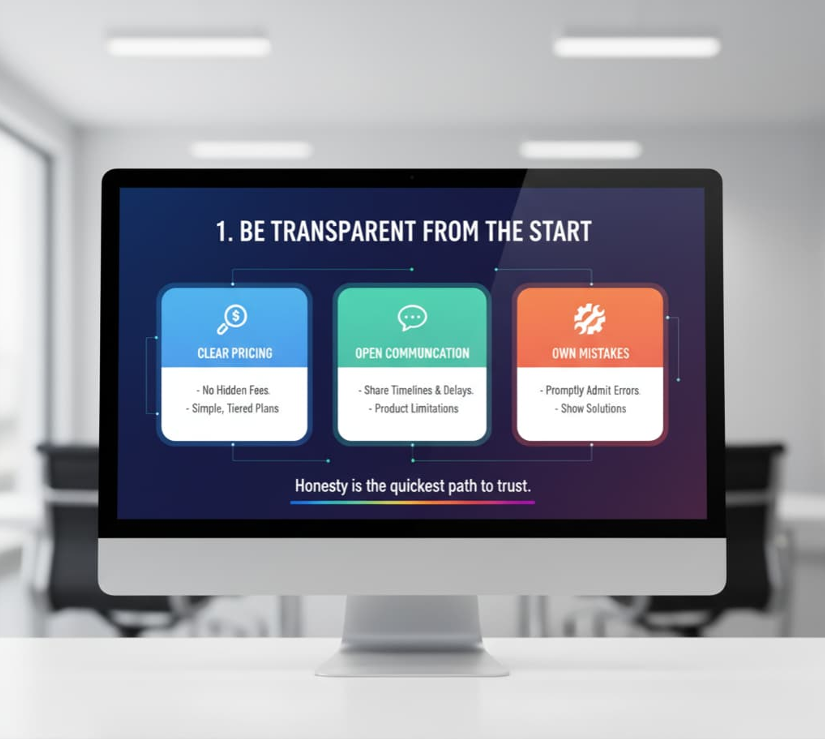 1. BE TRANSPARENT FROM THE START
$
CLEAR PRICING
- No Hidden Fees.
- Simple, Tiered Plans
OPEN COMMUNCATION
- Share Timelines & Delays.
- Product Limitations
OWN MISTAKES
- Promptly Admit Errors.
- Show Solutions
Honesty is the quickest path to trust.